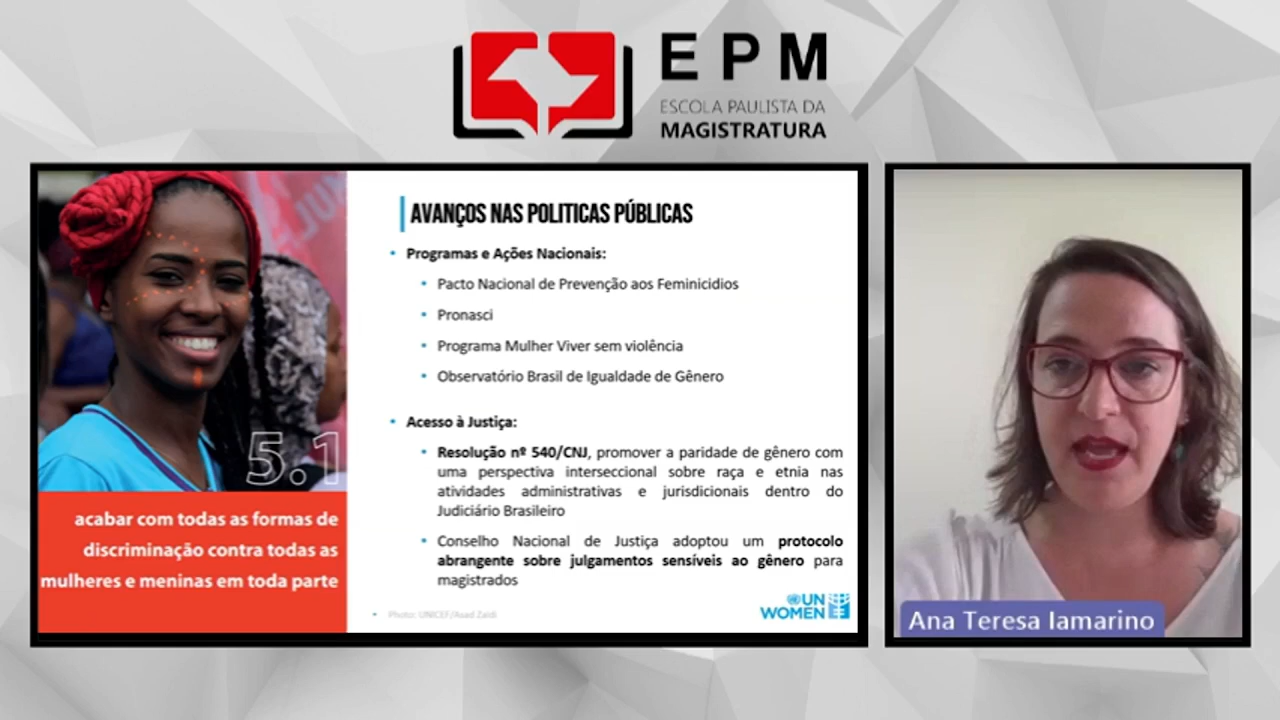 EPM
ESCOLA PAULISTA DA
MAGISTRATURA
5.1
acabar com todas as formas de
discriminação contra todas as
mulheres e meninas em toda parte
AVANÇOS NAS POLITICAS PÚBLICAS
• Programas e Ações Nacionais:
• Pacto Nacional de Prevenção aos Feminicidios
• Pronasci
• Programa Mulher Viver sem violência
• Observatório Brasil de Igualdade de Gênero
• Acesso à Justiça:
• Resolução nº 540/CNJ, promover a paridade de gênero com
uma perspectiva interseccional sobre raça e etnia nas
atividades administrativas e jurisdicionais dentro do
Judiciário Brasileiro
• Conselho Nacional de Justiça adoptou um protocolo
abrangente sobre julgamentos sensíveis ao gênero para
magistrados
• Photo: UNICEF/Asad Zaidi
UN
WOMEN
Ana Teresa Iamarino